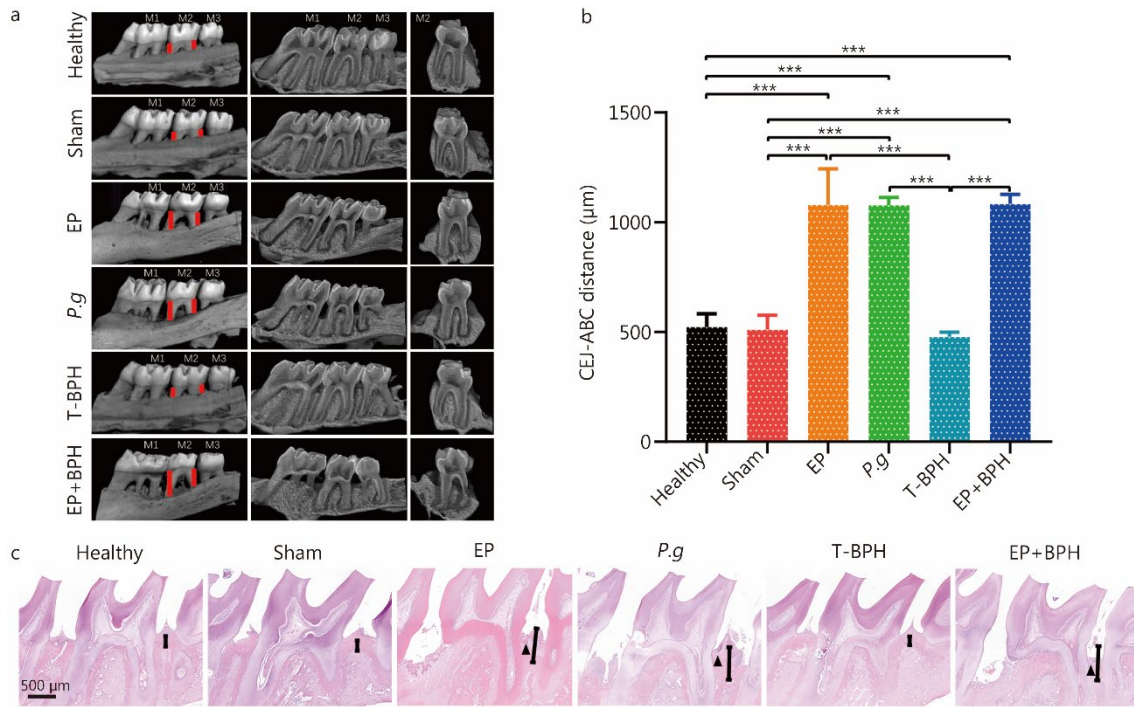 a
Healthy
M1 M2 M3
M1 M2 M3
M2
Sham
M1 M2 M3
EP
M1 M2 M3
P.g
M1 M2 M3
T-BPH
M1 M2 M3
EP+BPH
M1 M2 M3
b
***
***
***
***
***
*** ***
*** ***
CEJ-ABC distance (μm)
1500
1000
500
0
Healthy
Sham
EP
P.g
T-BPH
EP+BPH
c
Healthy Sham EP P.g T-BPH EP+BPH
500 μm